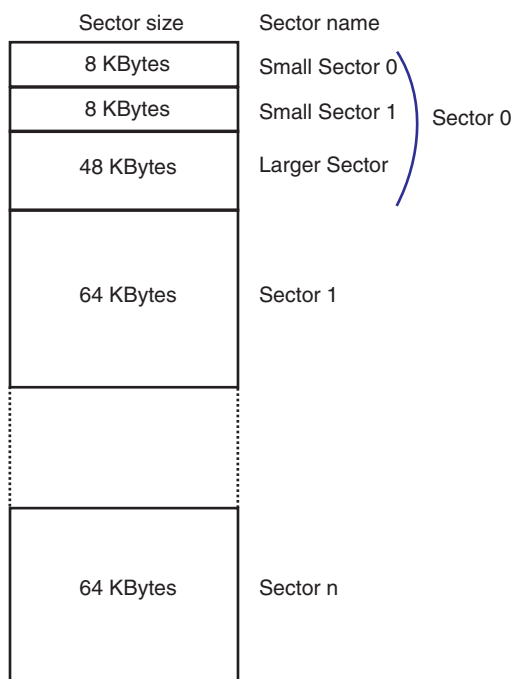 Sector size Sector name
8 KBytes Small Sector 0
8 KBytes Small Sector 1 Sector 0
48 KBytes Larger Sector
64 KBytes Sector 1
64 KBytes Sector n